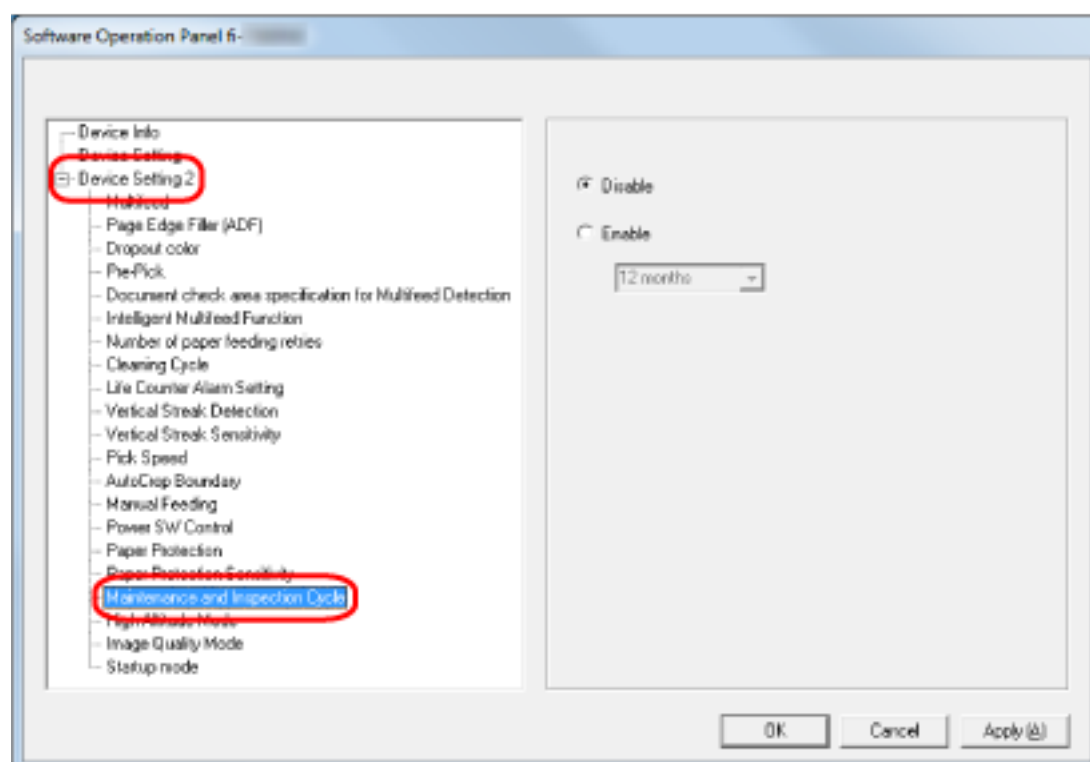 Software Operation Panel fi-
Device Info
Device Setting
Device Setting 2
Multifeed
Page Edge Filler (ADF)
Dropout color
Pre-Pick
Document check area specification for Multifeed Detection
Intelligent Multifeed Function
Number of paper feeding retries
Cleaning Cycle
Life Counter Alarm Setting
Vertical Streak Detection
Vertical Streak Sensitivity
Pick Speed
AutoCrop Boundary
Manual Feeding
Power SW Control
Paper Protection
Paper Protection Sensitivity
Maintenance and Inspection Cycle
High Altitude Mode
Image Quality Mode
Startup mode
Disable
Enable
12 months
OK
Cancel
Apply (A)